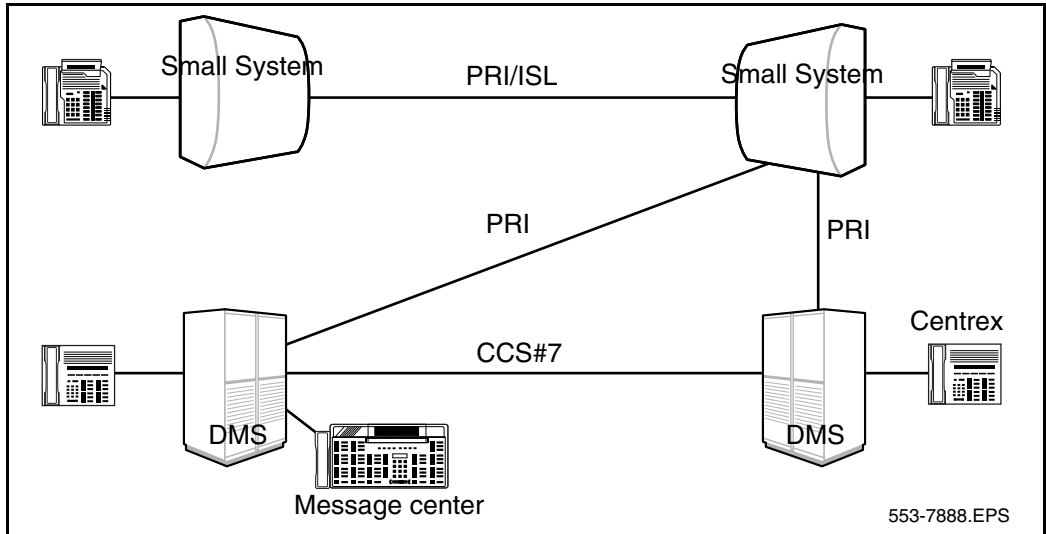 Small System
PRI/ISL
Small System
PRI
PRI
Centrex
CCS#7
DMS
DMS
Message center
553-7888.EPS